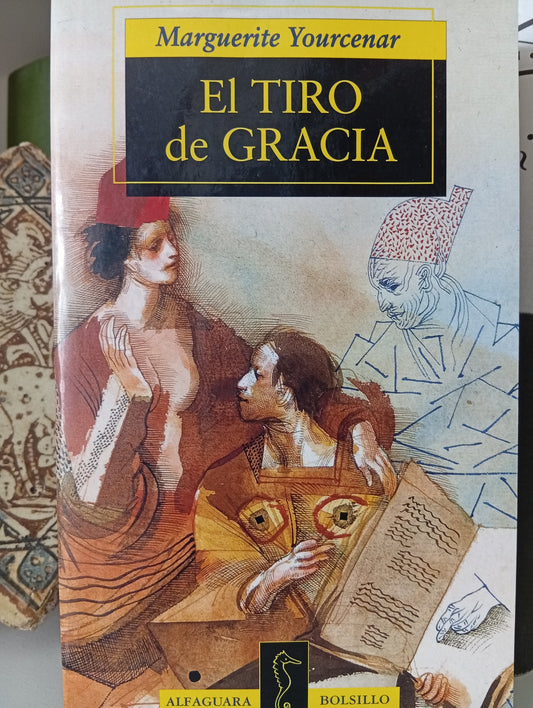 Marguerite Yourcenar
El TIRO
de GRACIA
ALFAGUARA BOLSILLO